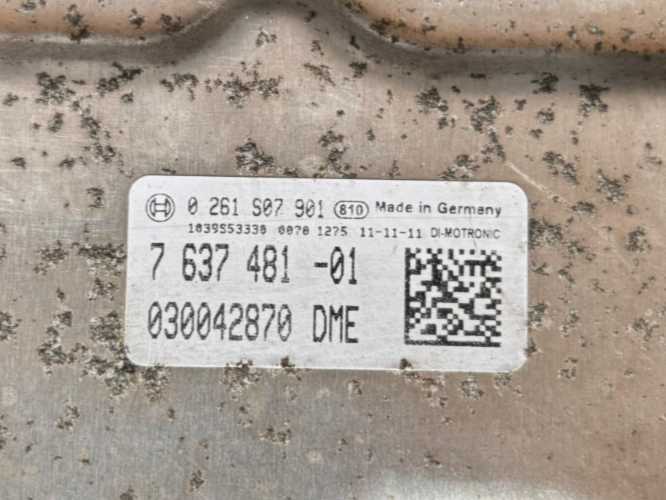 0 261 S07 901 810 Made in Germany
1039S53330 0070 1275 11-11-11 DI-MOTRONIC
7 637 481 -01
030042870 DME